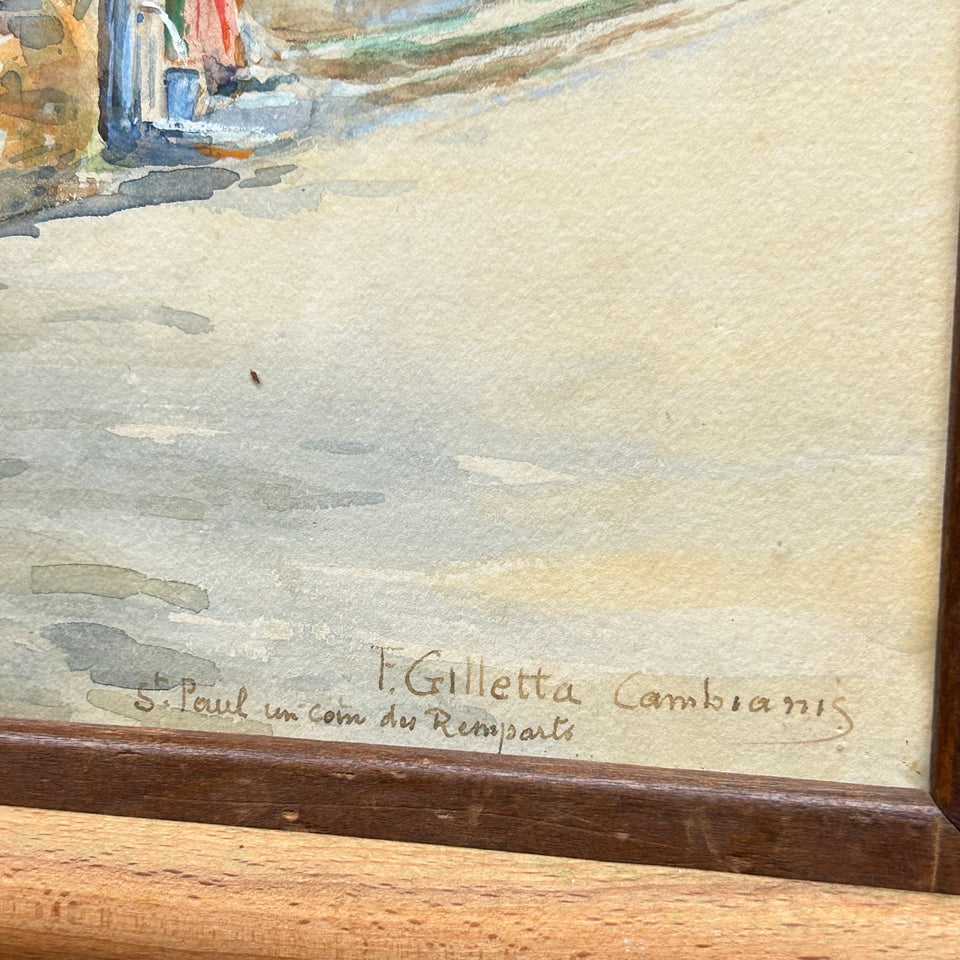 F. Gilletta Cambianis
St. Paul un coin des Remparts